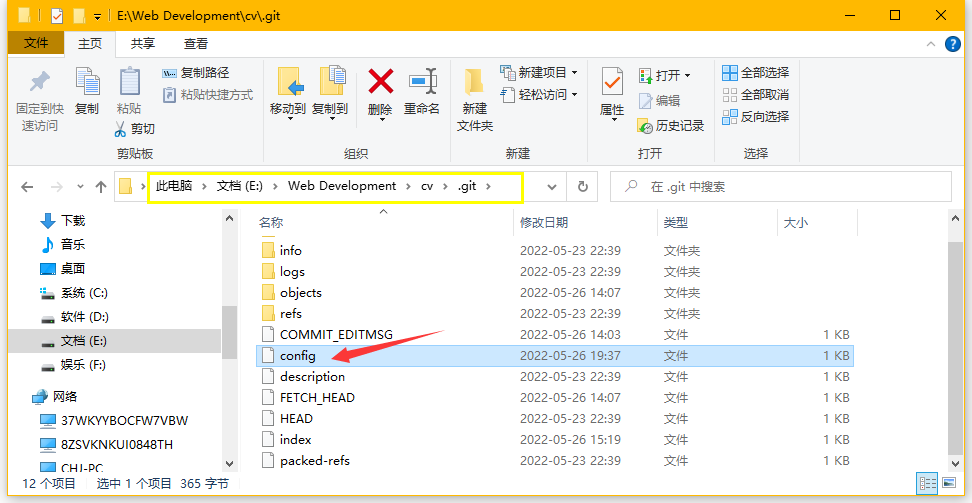 E:\Web Development\cv\.git
文件 主页 共享 查看
固定到快速访问
复制
粘贴
复制路径
粘贴快捷方式
剪切
剪贴板
移动到
复制到
删除
重命名
组织
新建文件夹
新建项目
轻松访问
新建
属性
打开
编辑
历史记录
打开
全部选择
全部取消
反向选择
选择
此电脑 文档 (E:) Web Development cv .git
在 .git 中搜索
下载
音乐
桌面
系统 (C:)
软件 (D:)
文档 (E:)
娱乐 (F:)
网络
37WKYYBOCFW7VBW
8ZSVKNKUI0848TH
CHJ-PC
名称 修改日期 类型 大小
info 2022-05-23 22:39 文件夹
logs 2022-05-23 22:39 文件夹
objects 2022-05-26 14:07 文件夹
refs 2022-05-23 22:39 文件夹
COMMIT_EDITMSG 2022-05-26 14:03 文件 1 KB
config 2022-05-26 19:37 文件 1 KB
description 2022-05-23 22:39 文件 1 KB
FETCH_HEAD 2022-05-26 14:07 文件 1 KB
HEAD 2022-05-23 22:39 文件 1 KB
index 2022-05-26 15:19 文件 1 KB
packed-refs 2022-05-23 22:39 文件 1 KB
12 个项目 选中 1 个项目 365 字节